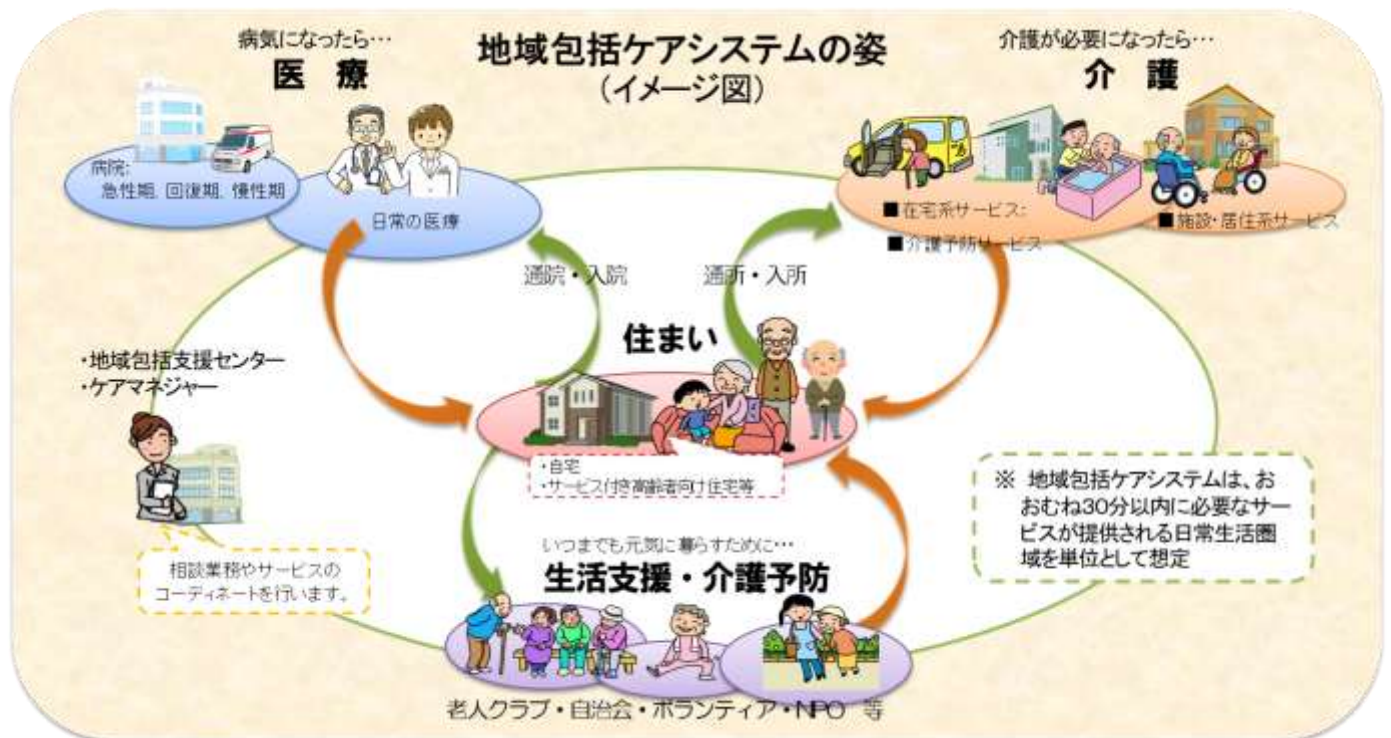 地域包括ケアシステムの姿
(イメージ図)
病気になったら…
医 療
病院:
急性期、回復期、慢性期
日常の医療
介護が必要になったら…
介 護
■在宅系サービス:
■介護予防サービス
■施設・居住系サービス
通院・入院
通所・入所
住まい
・自宅
・サービス付き高齢者向け住宅等
・地域包括支援センター
・ケアマネジャー
相談業務やサービスの
コーディネートを行います。
※ 地域包括ケアシステムは、お
おむね30分以内に必要なサー
ビスが提供される日常生活圏
域を単位として想定
いつまでも元気に暮らすために…
生活支援・介護予防
老人クラブ・自治会・ボランティア・NPO 等